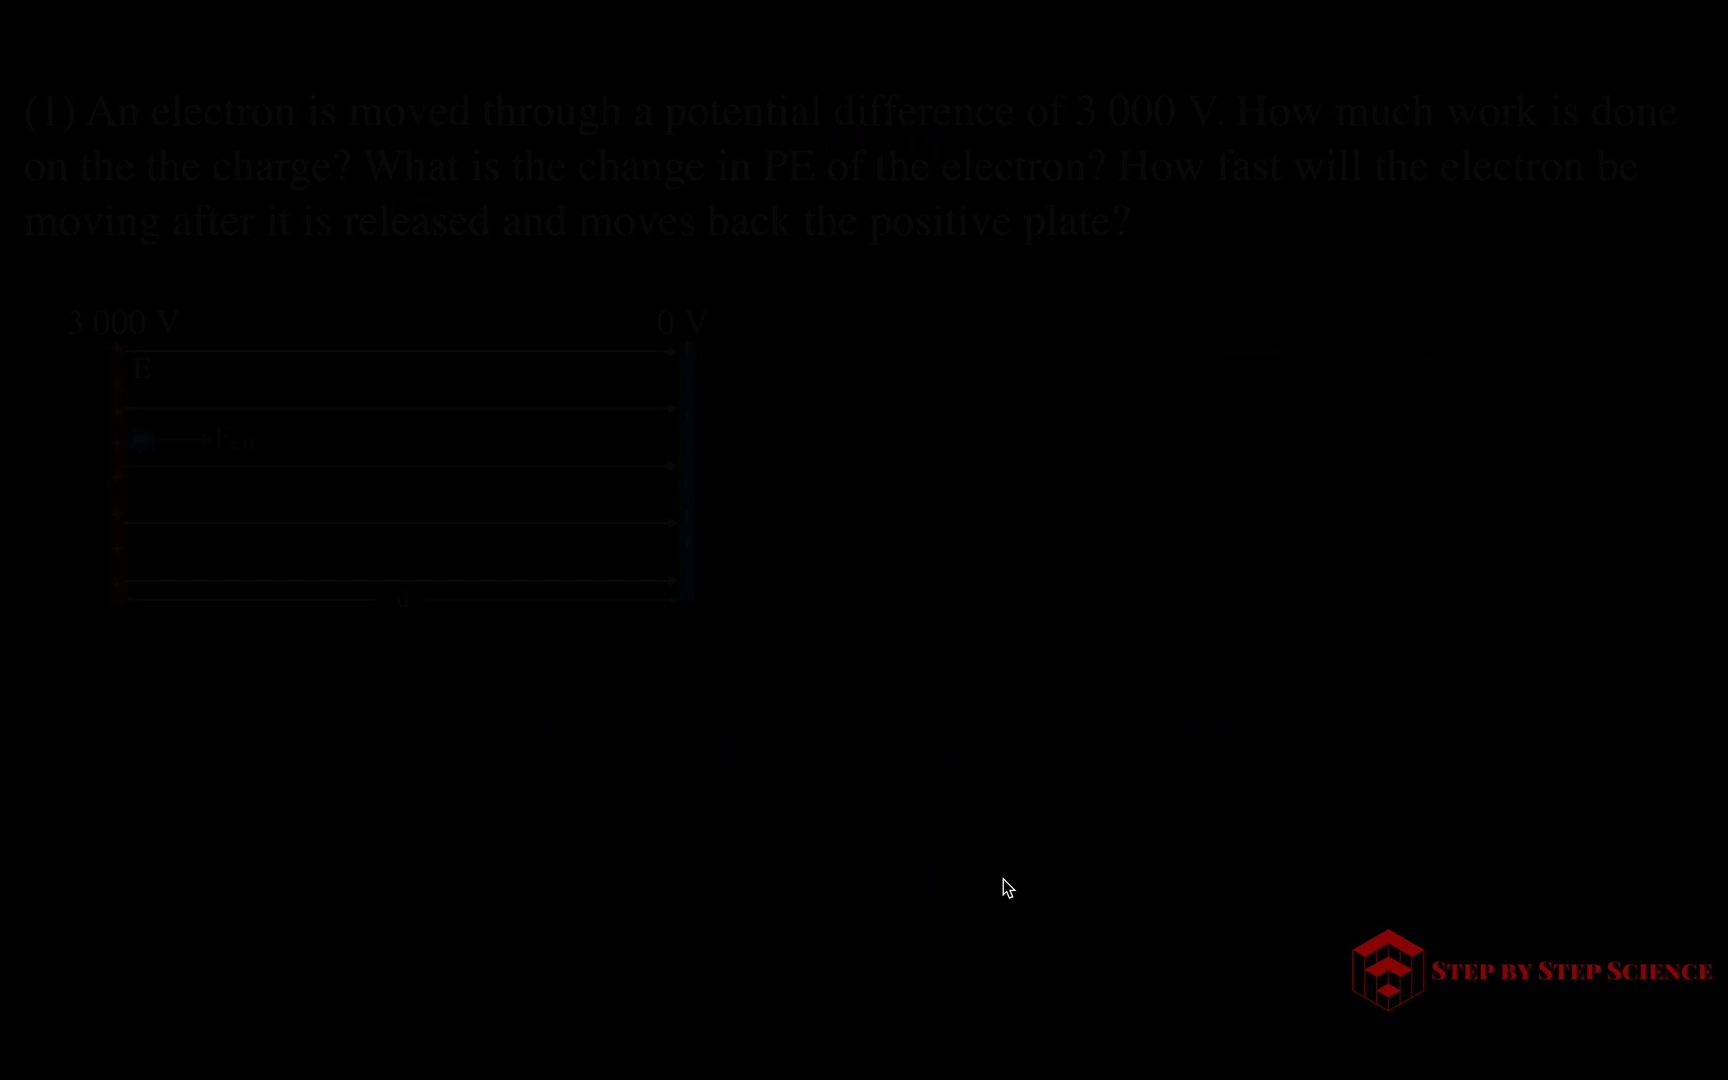 (1) An electron is moved through a potential difference of 3 000 V. How much work is done
on the the charge? What is the change in PE of the electron? How fast will the electron be
moving after it is released and moves back the positive plate?
3 000 V
0 V
E
d
STEP BY STEP SCIENCE